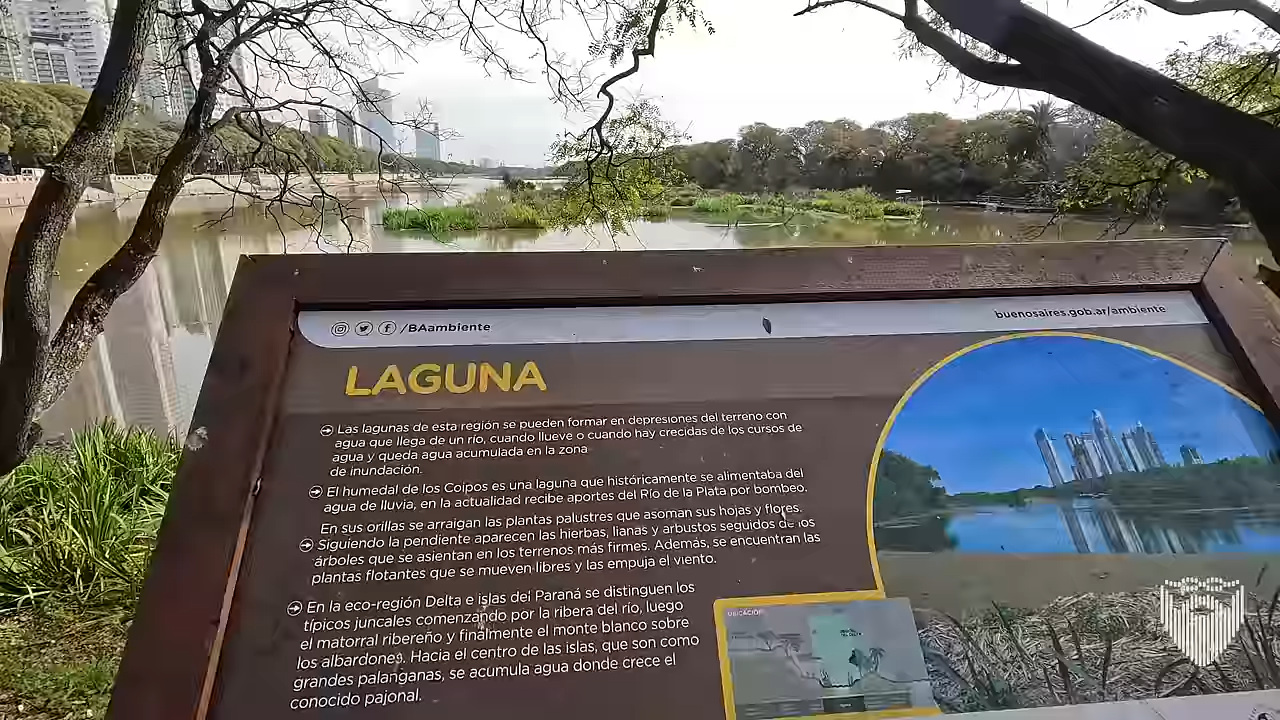 /BAambiente
buenosaires.gob.ar/ambiente
LAGUNA
Las lagunas de esta región se pueden formar en depresiones del terreno con
agua que llega de un río, cuando llueve o cuando hay crecidas de los cursos de
agua y queda agua acumulada en la zona
de inundación.
El humedal de los Coipos es una laguna que históricamente se alimentaba del
agua de lluvia, en la actualidad recibe aportes del Río de la Plata por bombeo.
En sus orillas se arraigan las plantas palustres que asoman sus hojas y flores.
Siguiendo la pendiente aparecen las hierbas, lianas y arbustos seguidos de los
árboles que se asientan en los terrenos más firmes. Además, se encuentran las
plantas flotantes que se mueven libres y las empuja el viento.
En la eco-región Delta e islas del Paraná se distinguen los
típicos juncales comenzando por la ribera del río, luego
el matorral ribereño y finalmente el monte blanco sobre
los albardones. Hacia el centro de las islas, que son como
grandes palanganas, se acumula agua donde crece el
conocido pajonal.
UBICACIÓN